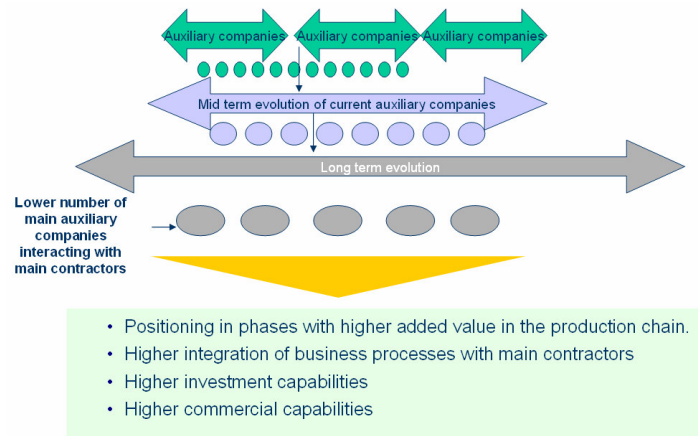 Auxiliary companies Auxiliary companies Auxiliary companies
Mid term evolution of current auxiliary companies
Long term evolution
Lower number of
main auxiliary
companies
interacting with
main contractors
• Positioning in phases with higher added value in the production chain.
• Higher integration of business processes with main contractors
• Higher investment capabilities
• Higher commercial capabilities